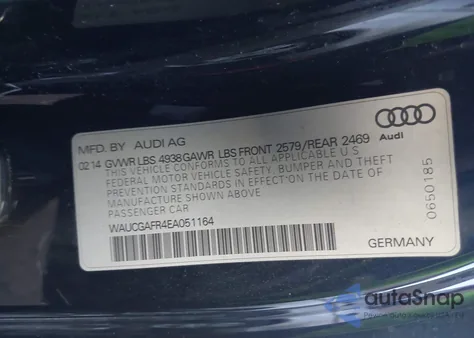 MFD. BY AUDI AG
0214 GVWR LBS 4938 GAWR LBS FRONT 2579/REAR 2469
THIS VEHICLE CONFORMS TO ALL APPLICABLE U S
FEDERAL MOTOR VEHICLE SAFETY, BUMPER AND THEFT
PREVENTION STANDARDS IN EFFECT ON THE DATE OF
MANUFACTURE SHOWN ABOVE
PASSENGER CAR
WAUCGAFR4EA051164
Audi
0650185
GERMANY
autaSnap